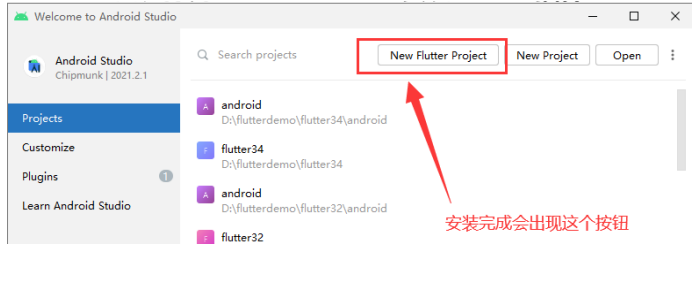 Welcome to Android Studio
Android Studio
Chipmunk | 2021.2.1
Search projects
New Flutter Project
New Project
Open
Projects
Customize
Plugins
1
Learn Android Studio
A
android
D:\flutterdemo\flutter34\android
F
flutter34
D:\flutterdemo\flutter34
A
android
D:\flutterdemo\flutter32\android
F
flutter32
安装完成会出现这个按钮